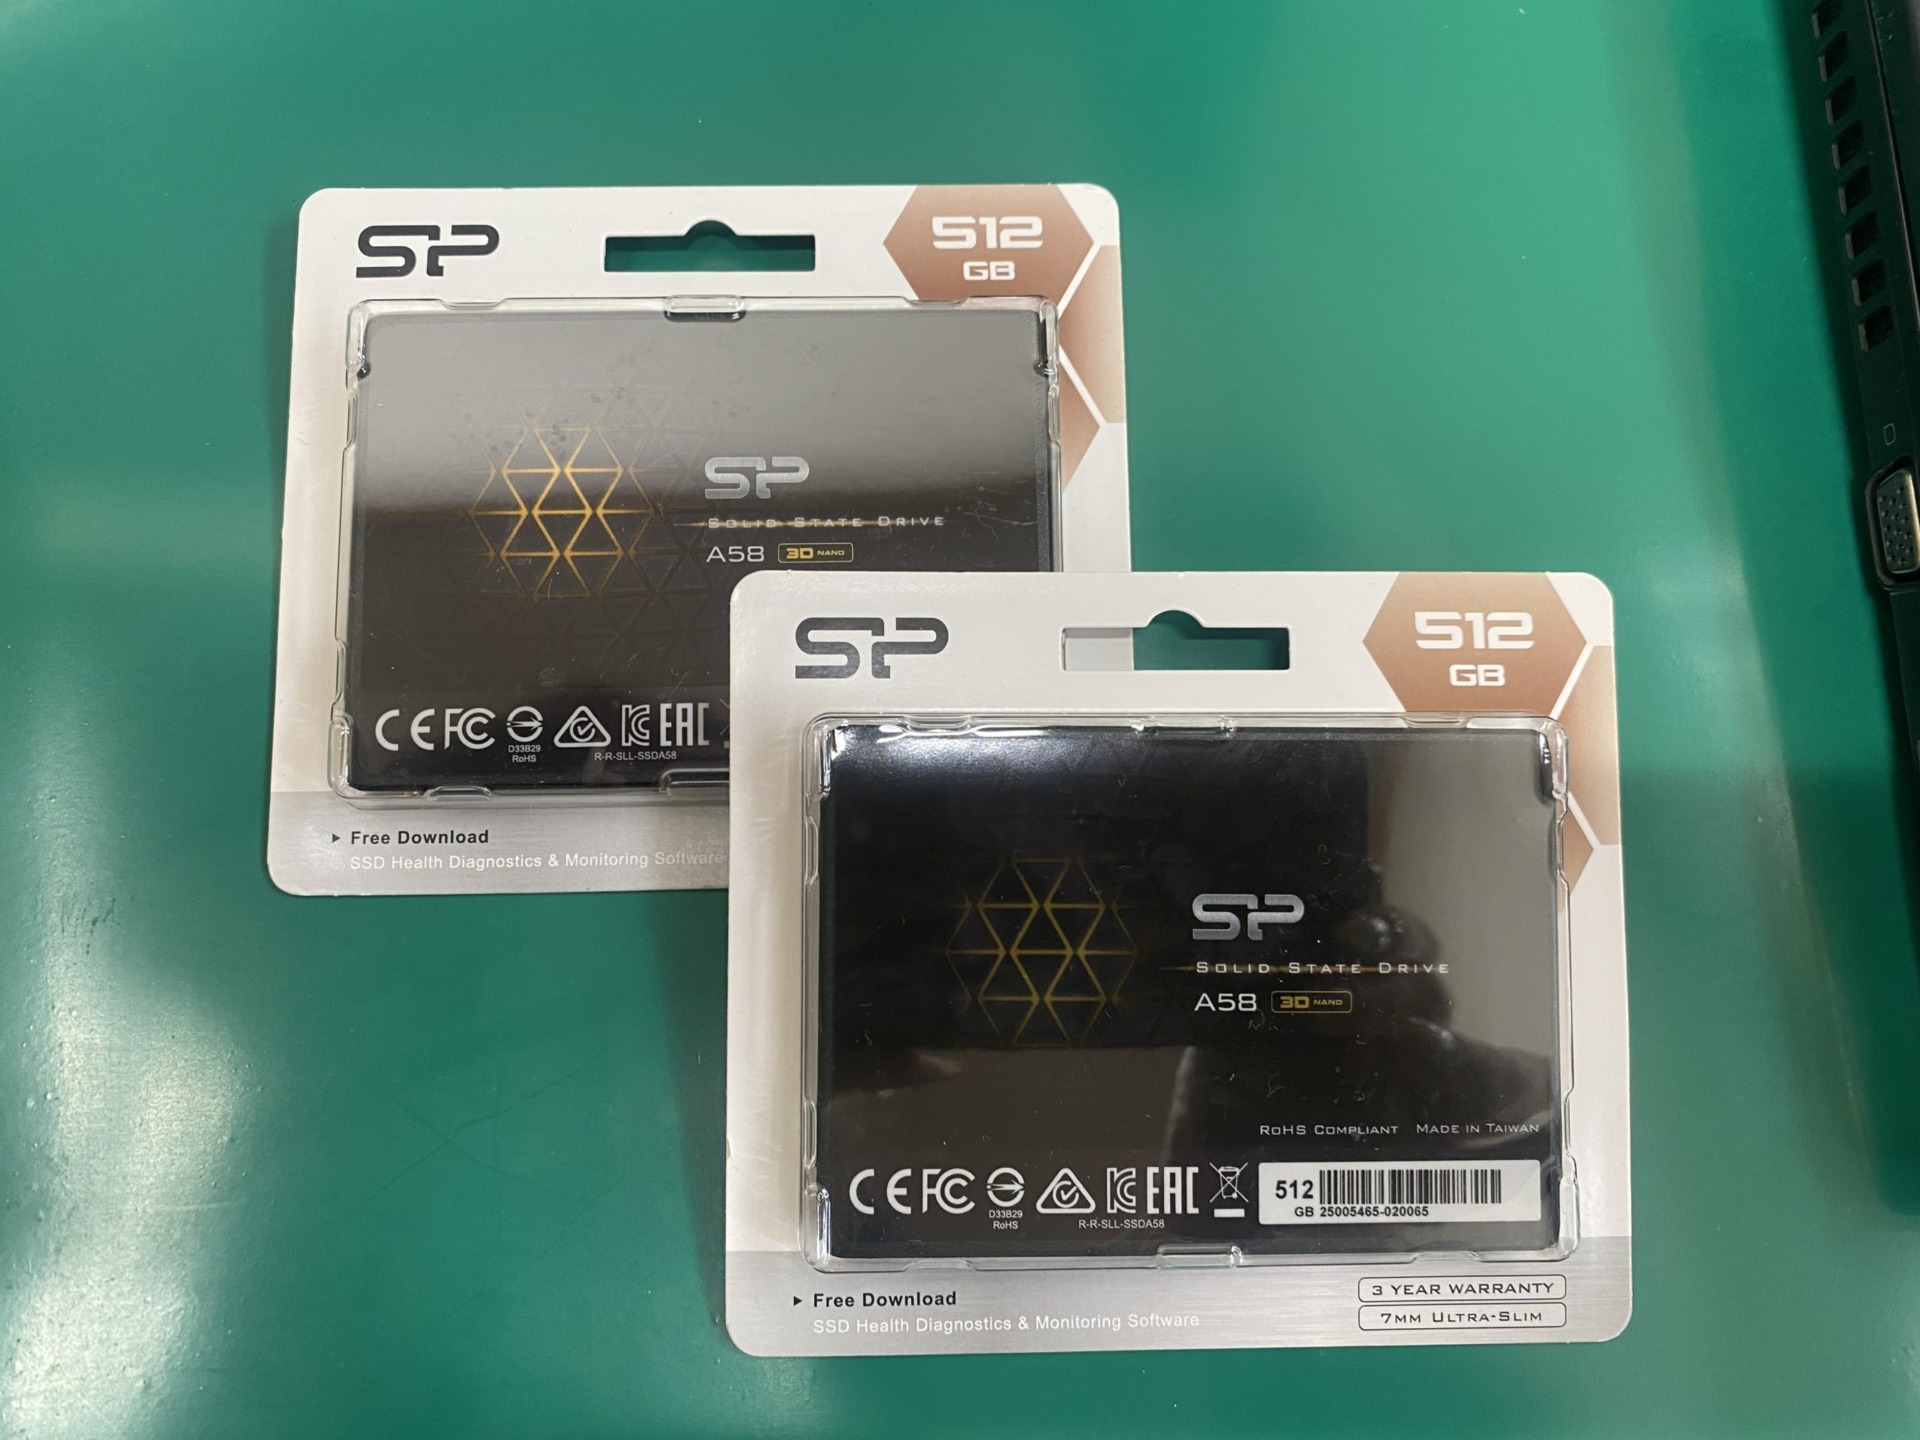 SP
512
GB
SP
SOLID STATE DRIVE
A58 3D NAND
CE FC EAC
D33B29
RoHS
R-R-SLL-SSDA58
Free Download
SSD Health Diagnostics & Monitoring Software
SP
512
GB
SP
SOLID STATE DRIVE
A58 3D NAND
RoHS COMPLIANT MADE IN TAIWAN
CE FC EAC
D33B29
RoHS
R-R-SLL-SSDA58
512
GB 25005465-020065
Free Download
SSD Health Diagnostics & Monitoring Software
3 YEAR WARRANTY
7MM ULTRA-SLIM